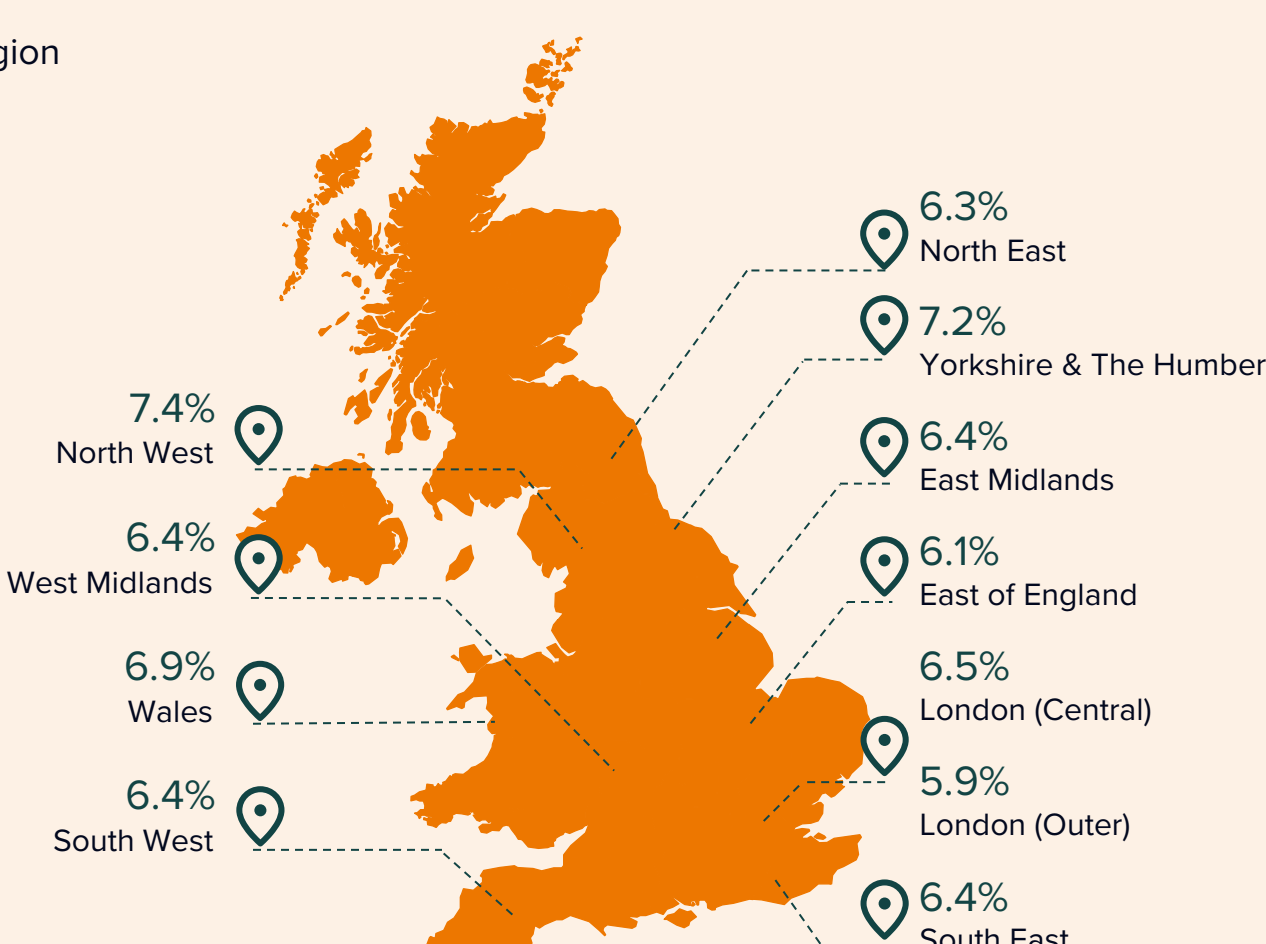 gion
7.4%
North West
6.4%
West Midlands
6.9%
Wales
6.4%
South West
6.3%
North East
7.2%
Yorkshire & The Humber
6.4%
East Midlands
6.1%
East of England
6.5%
London (Central)
5.9%
London (Outer)
6.4%
South East